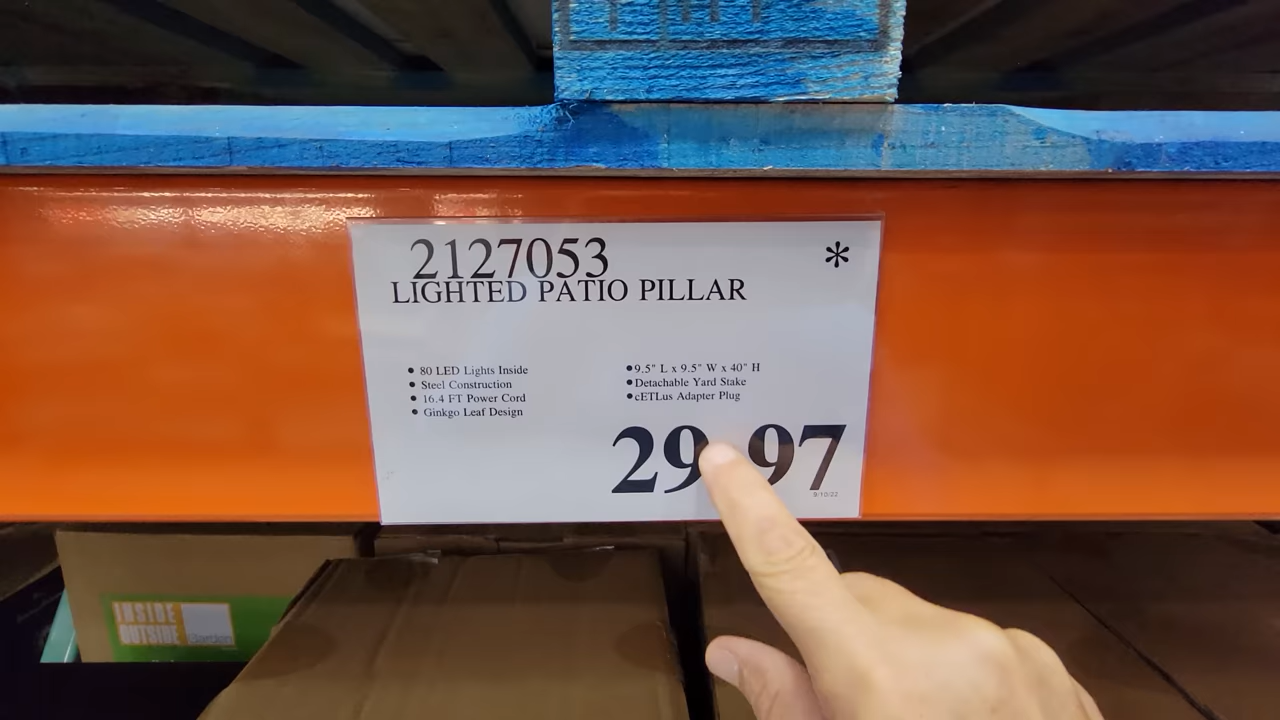 2127053
*
LIGHTED PATIO PILLAR
● 80 LED Lights Inside
● Steel Construction
● 16.4 FT Power Cord
● Ginkgo Leaf Design
● 9.5" L x 9.5" W x 40" H
● Detachable Yard Stake
● cETLus Adapter Plug
29 97
9/10/22
INSIDE
OUTSIDE